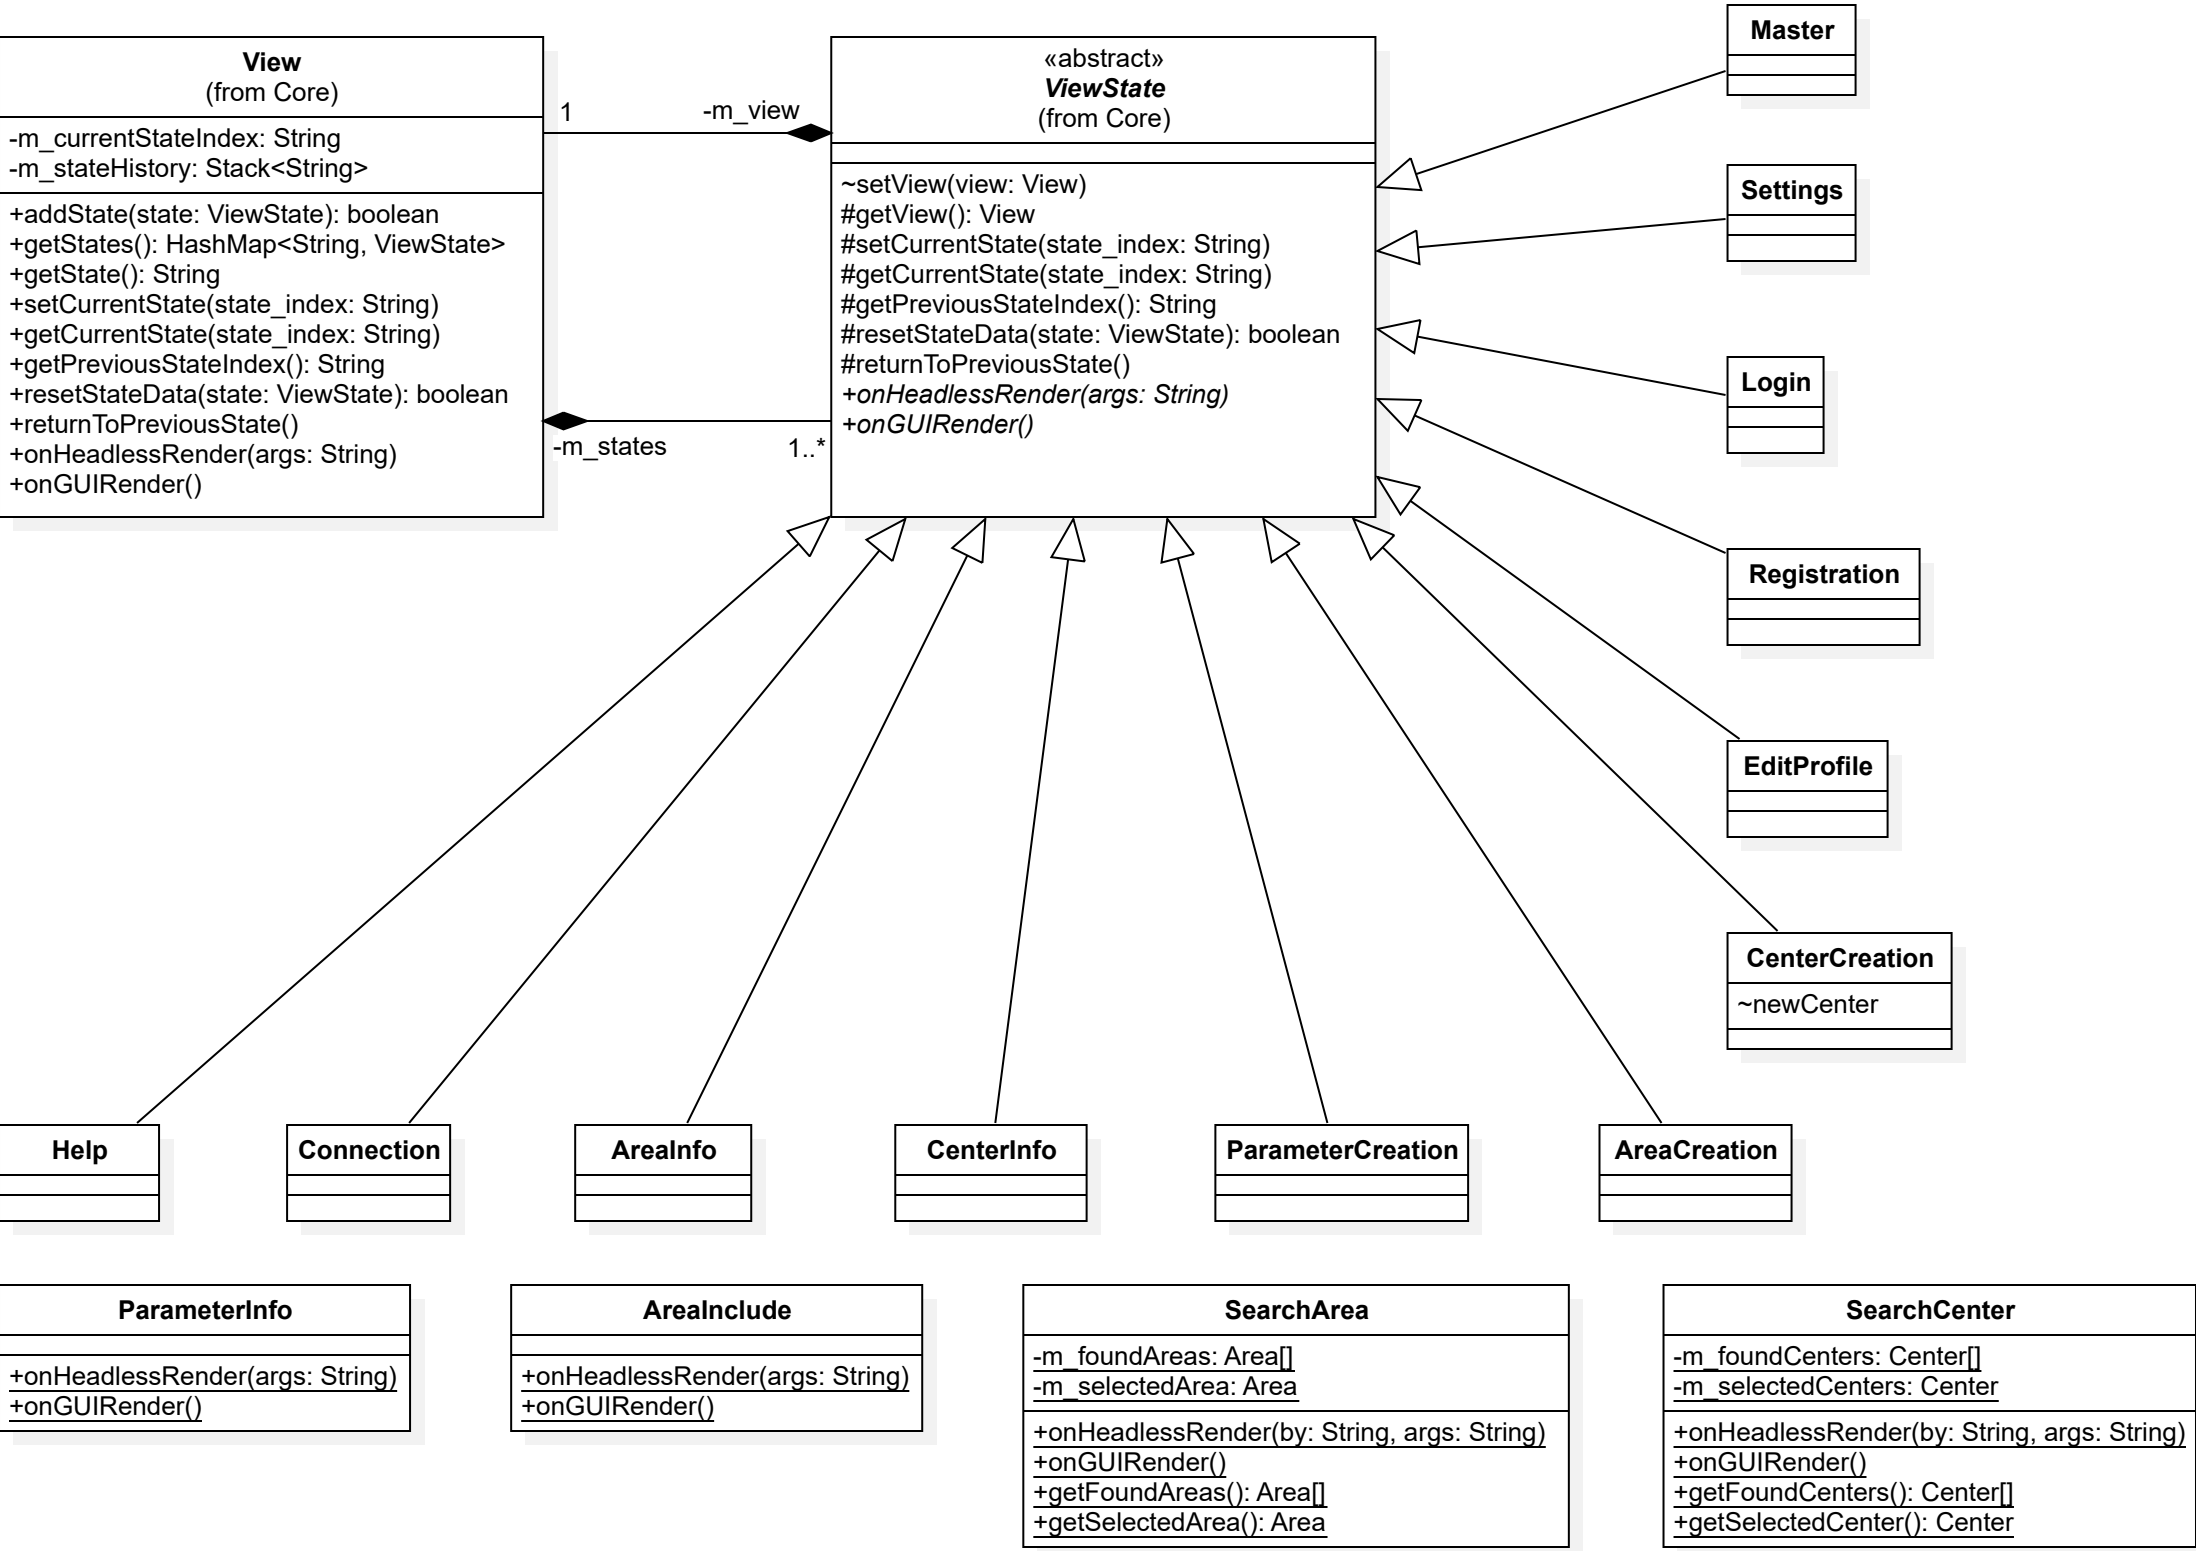 View
(from Core)
-m_currentStateIndex: String
-m_stateHistory: Stack<String>
+addState(state: ViewState): boolean
+getStates(): HashMap<String, ViewState>
+getState(): String
+setCurrentState(state_index: String)
+getCurrentState(state_index: String)
+getPreviousStateIndex(): String
+resetStateData(state: ViewState): boolean
+returnToPreviousState()
+onHeadlessRender(args: String)
+onGUIRender()
1
-m_view
-m_states
1..*
«abstract»
ViewState
(from Core)
~setView(view: View)
#getView(): View
#setCurrentState(state_index: String)
#getCurrentState(state_index: String)
#getPreviousStateIndex(): String
#resetStateData(state: ViewState): boolean
#returnToPreviousState()
+onHeadlessRender(args: String)
+onGUIRender()
Master
Settings
Login
Registration
EditProfile
CenterCreation
~newCenter
Help
Connection
AreaInfo
CenterInfo
ParameterCreation
AreaCreation
ParameterInfo
+onHeadlessRender(args: String)
+onGUIRender()
AreaInclude
+onHeadlessRender(args: String)
+onGUIRender()
SearchArea
-m_foundAreas: Area[]
-m_selectedArea: Area
+onHeadlessRender(by: String, args: String)
+onGUIRender()
+getFoundAreas(): Area[]
+getSelectedArea(): Area
SearchCenter
-m_foundCenters: Center[]
-m_selectedCenters: Center
+onHeadlessRender(by: String, args: String)
+onGUIRender()
+getFoundCenters(): Center[]
+getSelectedCenter(): Center